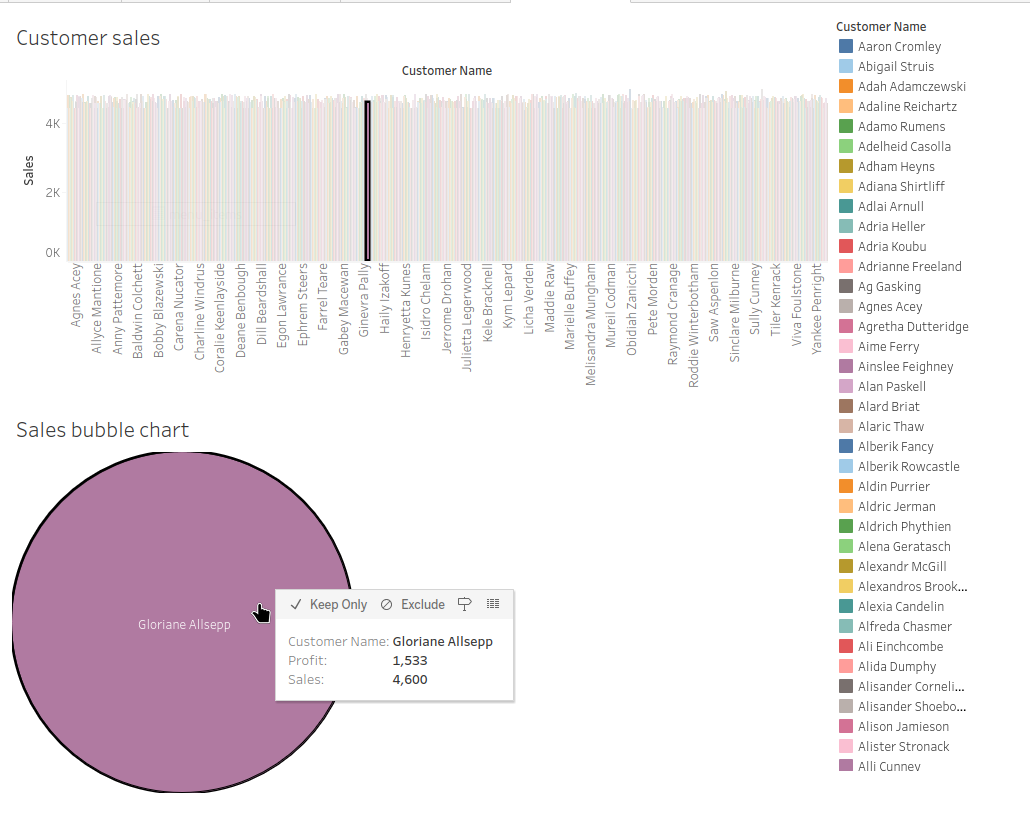 Customer sales
Customer Name
Sales
4K
2K
0K
Agnes Acey
Allyce Mantione
Anny Pattemore
Baldwin Colchett
Bobby Blazewski
Carena Nucator
Charline Windrus
Coralie Keenlayside
Deane Benbough
Dill Beardshall
Egon Lawrance
Ephrem Steers
Farrel Teare
Gabey Macewan
Ginevra Pally
Haily Izakoff
Henryetta Kunes
Isidro Chelam
Jerrome Drohan
Julietta Legerwood
Kele Bracknell
Kym Lepard
Licha Verden
Maddie Raw
Marielle Buffey
Melisandra Mungham
Mureil Codman
Obidiah Zanicchi
Pete Morden
Raymond Cranage
Roddie Winterbotham
Saw Aspenlon
Sinclare Milburne
Sully Cunney
Tiler Kenrack
Viva Foulstone
Yankee Penright
Sales bubble chart
Gloriane Allsepp
Keep Only Exclude
Customer Name: Gloriane Allsepp
Profit: 1,533
Sales: 4,600
Customer Name
Aaron Cromley
Abigail Struis
Adah Adamczewski
Adaline Reichartz
Adamo Rumens
Adelheid Casolla
Adham Heyns
Adiana Shirtliff
Adlai Arnull
Adria Heller
Adria Koubu
Adrianne Freeland
Ag Gasking
Agnes Acey
Agretha Dutteridge
Aime Ferry
Ainslee Feighney
Alan Paskell
Alard Briat
Alaric Thaw
Alberik Fancy
Alberik Rowcastle
Aldin Purrier
Aldric Jerman
Aldrich Phythien
Alena Geratasch
Alexandr McGill
Alexandros Brook...
Alexia Candelin
Alfreda Chasmer
Ali Einchcombe
Alida Dumphy
Alisander Corneli...
Alisander Shoebo...
Alison Jamieson
Alister Stronack
Alli Cunnev